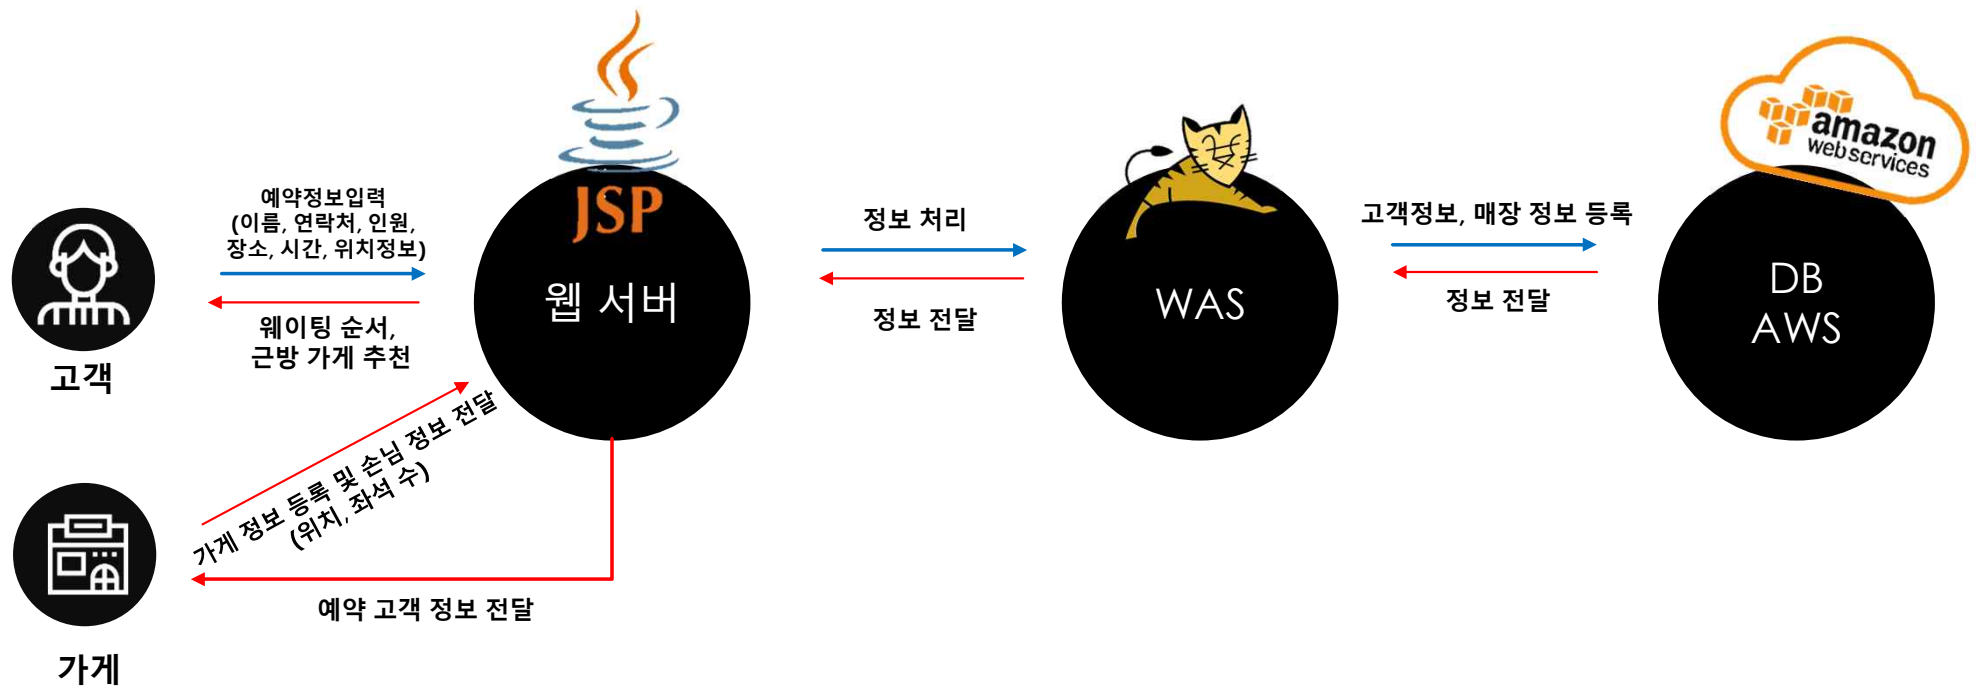 예약정보입력
(이름, 연락처, 인원,
장소, 시간, 위치정보)
웨이팅 순서,
근방 가게 추천
고객
JSP
웹 서버
정보 처리
정보 전달
WAS
고객정보, 매장 정보 등록
정보 전달
amazon
web services
DB
AWS
가게 정보 등록 및 손님 정보 전달
(위치, 좌석 수)
예약 고객 정보 전달
가게